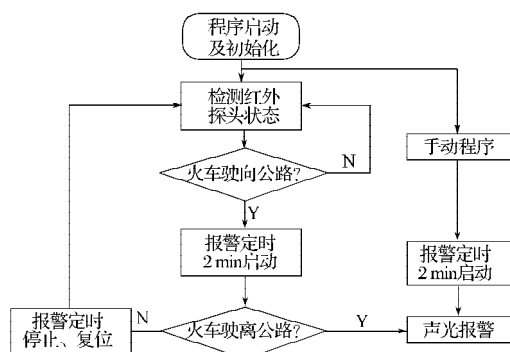 程序启动
及初始化
检测红外
探头状态
手动程序
火车驶向公路?
N
Y
报警定时
2 min启动
报警定时
2 min启动
报警定时
停止、复位
N
火车驶离公路?
Y
声光报警